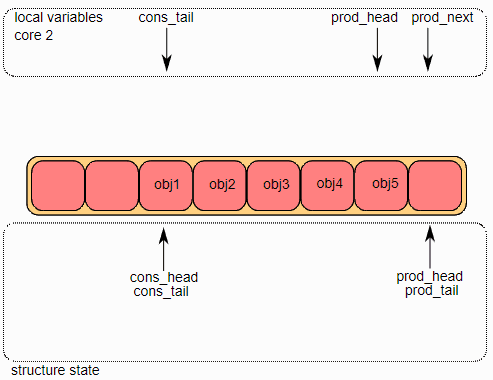 local variables
core 2
cons_tail
prod_head
prod_next
obj1
obj2
obj3
obj4
obj5
cons_head
cons_tail
prod_head
prod_tail
structure state